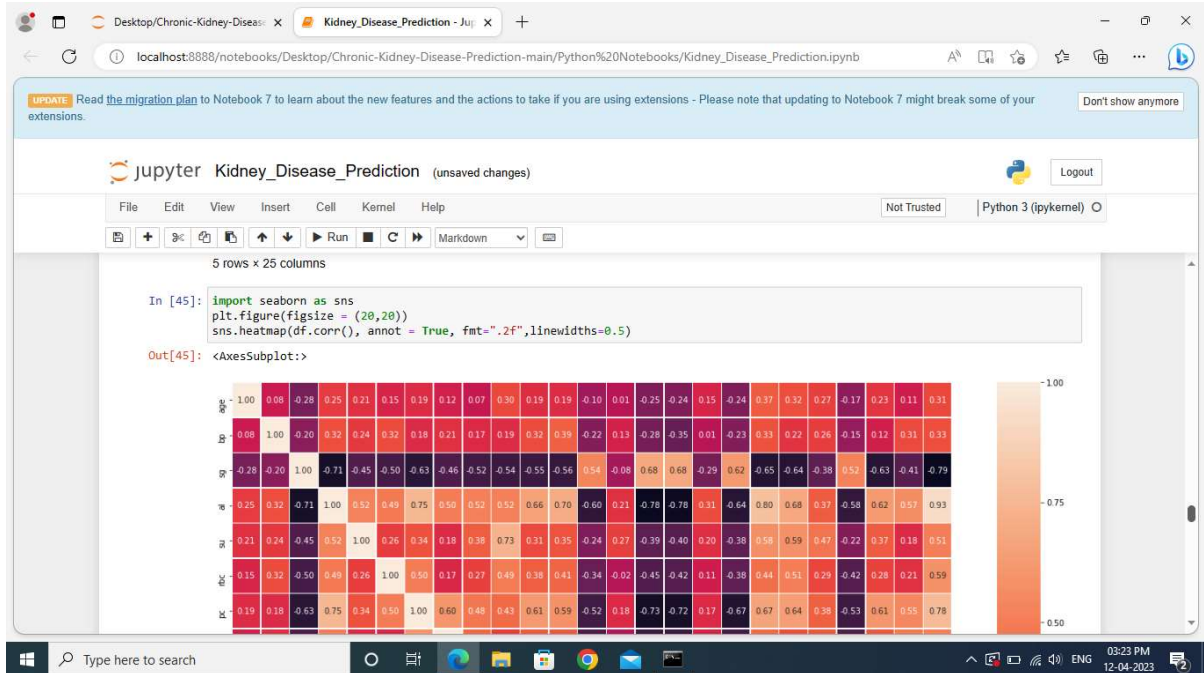 Desktop/Chronic-Kidney-Diseas
Kidney_Disease_Prediction - Jup
localhost:8888/notebooks/Desktop/Chronic-Kidney-Disease-Prediction-main/Python%20Notebooks/Kidney_Disease_Prediction.ipynb
UPDATE Read the migration plan to Notebook 7 to learn about the new features and the actions to take if you are using extensions - Please note that updating to Notebook 7 might break some of your
extensions.
Don't show anymore
jupyter Kidney_Disease_Prediction (unsaved changes)
Logout
File Edit View Insert Cell Kernel Help
Not Trusted
Python 3 (ipykernel)
Run
Markdown
5 rows × 25 columns
In [45]: import seaborn as sns
plt.figure(figsize = (20,20))
sns.heatmap(df.corr(), annot = True, fmt=".2f",linewidths=0.5)
Out[45]: <AxesSubplot:>
age 1.00 0.08 -0.28 0.25 0.21 0.15 0.19 0.12 0.07 0.30 0.19 0.19 -0.10 0.01 -0.25 -0.24 0.15 -0.24 0.37 0.32 0.27 -0.17 0.23 0.11 0.31
bp 0.08 1.00 -0.20 0.32 0.24 0.32 0.18 0.21 0.17 0.19 0.32 0.39 -0.22 0.13 -0.28 -0.35 0.01 -0.23 0.33 0.22 0.26 -0.15 0.12 0.31 0.33
sg -0.28 -0.20 1.00 -0.71 -0.45 -0.50 -0.63 -0.46 -0.52 -0.54 -0.55 -0.56 0.54 -0.08 0.68 0.68 -0.29 0.62 -0.65 -0.64 -0.38 0.52 -0.63 -0.41 -0.79
al 0.25 0.32 -0.71 1.00 0.52 0.49 0.75 0.50 0.52 0.52 0.66 0.70 -0.60 0.21 -0.78 -0.78 0.31 -0.64 0.80 0.68 0.37 -0.58 0.62 0.57 0.93
su 0.21 0.24 -0.45 0.52 1.00 0.26 0.34 0.18 0.38 0.73 0.31 0.35 -0.24 0.27 -0.39 -0.40 0.20 -0.38 0.58 0.59 0.47 -0.22 0.37 0.18 0.51
rbc 0.15 0.32 -0.50 0.49 0.26 1.00 0.50 0.17 0.27 0.49 0.38 0.41 -0.34 -0.02 -0.45 -0.42 0.11 -0.38 0.44 0.51 0.29 -0.42 0.28 0.21 0.59
pc 0.19 0.18 -0.63 0.75 0.34 0.50 1.00 0.60 0.48 0.43 0.61 0.59 -0.52 0.18 -0.73 -0.72 0.17 -0.67 0.67 0.64 0.38 -0.53 0.61 0.55 0.78
1.00
0.75
0.50
Type here to search
ENG
03:23 PM
12-04-2023
2